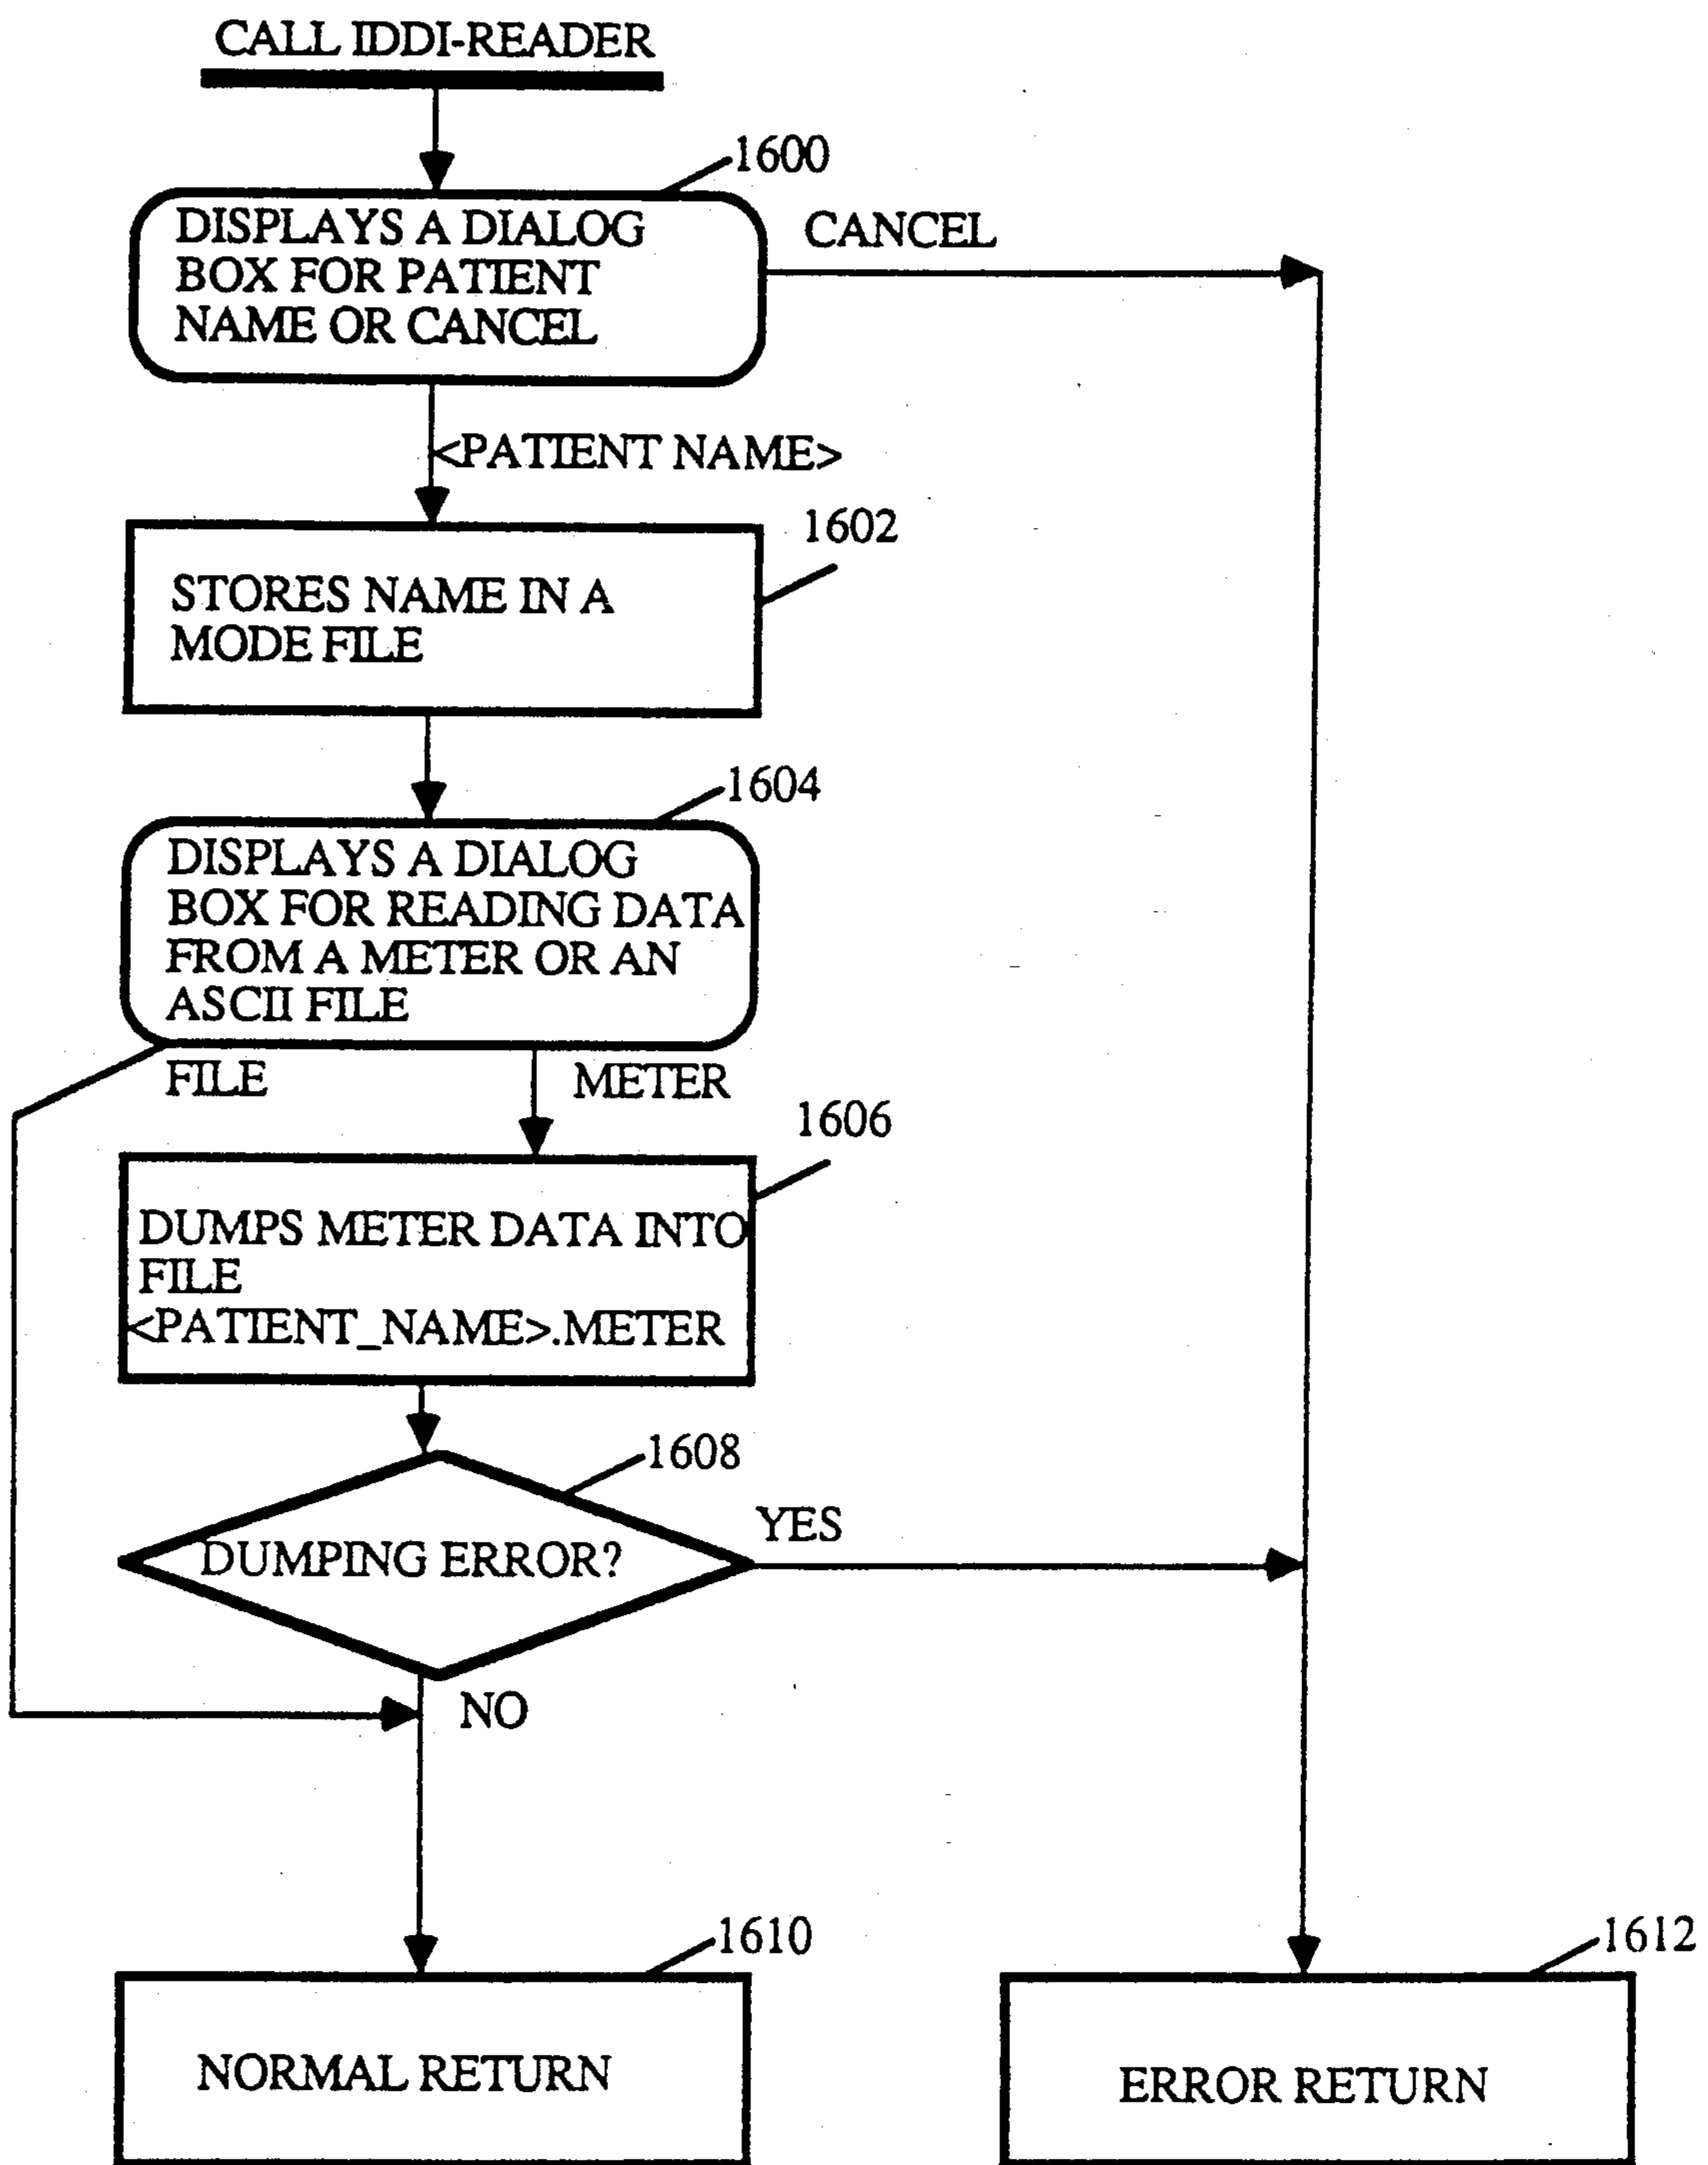 CALL IDDI-READER
1600
DISPLAYS A DIALOG
BOX FOR PATIENT
NAME OR CANCEL
CANCEL
<PATIENT NAME>
1602
STORES NAME IN A
MODE FILE
1604
DISPLAYS A DIALOG
BOX FOR READING DATA
FROM A METER OR AN
ASCII FILE
FILE
METER
1606
DUMPS METER DATA INTO
FILE
<PATIENT_NAME>.METER
1608
DUMPING ERROR?
YES
NO
1610
NORMAL RETURN
1612
ERROR RETURN